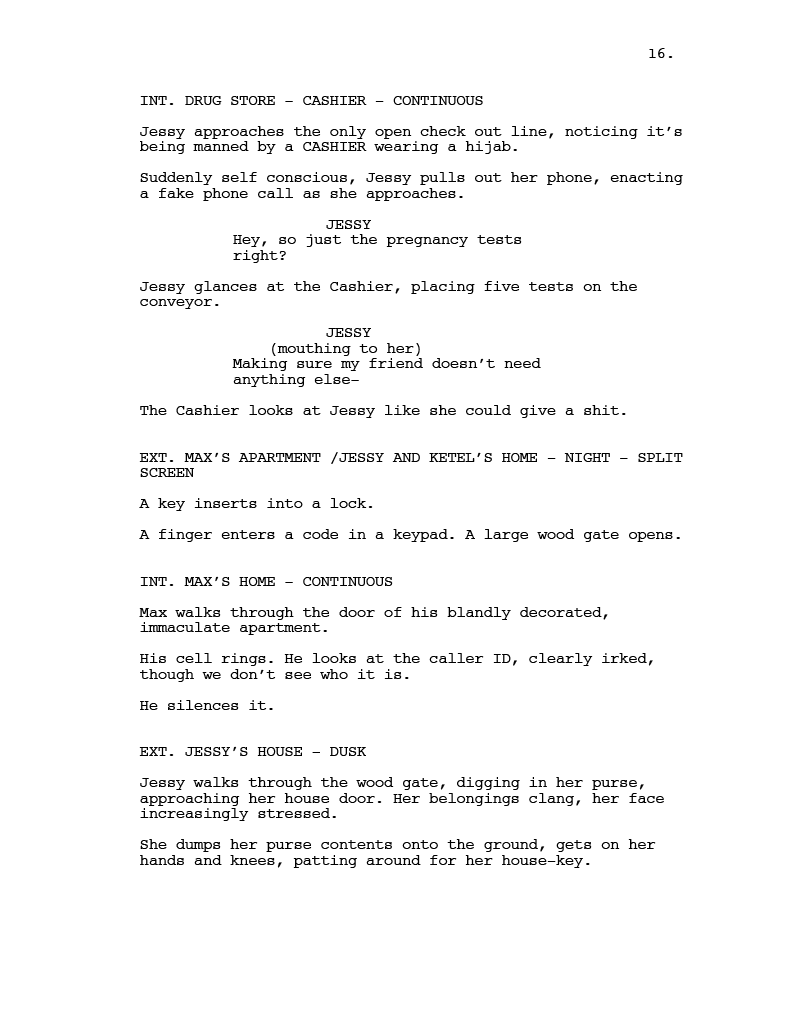 16.
INT. DRUG STORE - CASHIER - CONTINUOUS
Jessy approaches the only open check out line, noticing it's
being manned by a CASHIER wearing a hijab.
Suddenly self conscious, Jessy pulls out her phone, enacting
a fake phone call as she approaches.
JESSY
Hey, so just the pregnancy tests
right?
Jessy glances at the Cashier, placing five tests on the
conveyor.
JESSY
(mouthing to her)
Making sure my friend doesn't need
anything else-
The Cashier looks at Jessy like she could give a shit.
EXT. MAX'S APARTMENT /JESSY AND KETEL'S HOME - NIGHT - SPLIT
SCREEN
A key inserts into a lock.
A finger enters a code in a keypad. A large wood gate opens.
INT. MAX'S HOME - CONTINUOUS
Max walks through the door of his blandly decorated,
immaculate apartment.
His cell rings. He looks at the caller ID, clearly irked,
though we don't see who it is.
He silences it.
EXT. JESSY'S HOUSE - DUSK
Jessy walks through the wood gate, digging in her purse,
approaching her house door. Her belongings clang, her face
increasingly stressed.
She dumps her purse contents onto the ground, gets on her
hands and knees, patting around for her house-key.